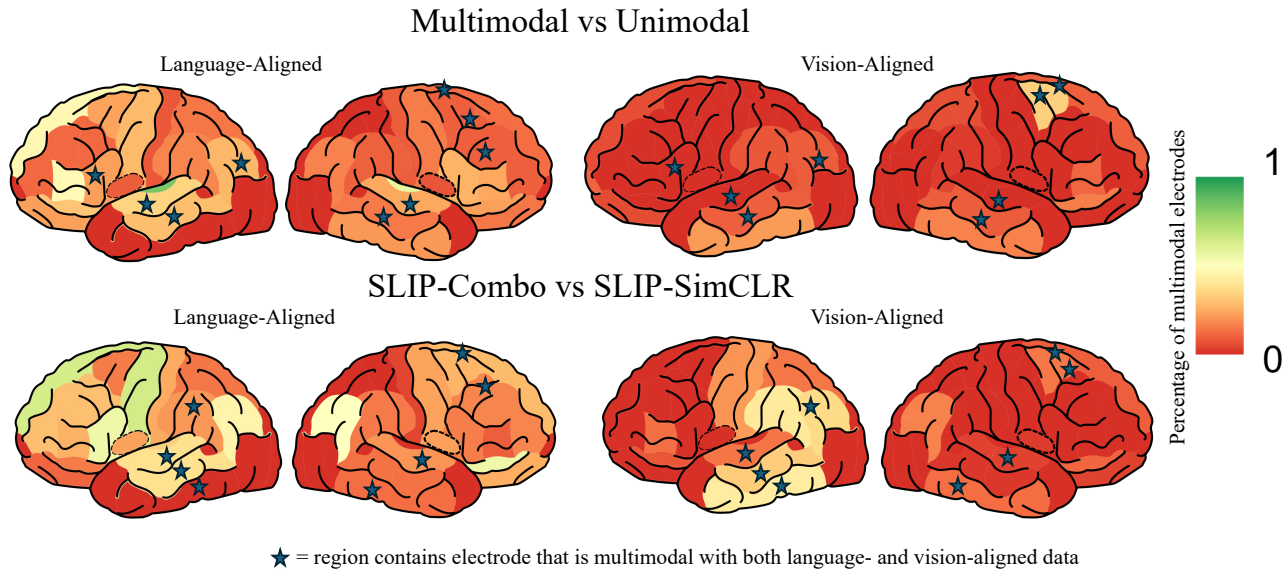 Multimodal vs Unimodal
Language-Aligned
Vision-Aligned
SLIP-Combo vs SLIP-SimCLR
Language-Aligned
Vision-Aligned
Percentage of multimodal electrodes
1
0
= region contains electrode that is multimodal with both language- and vision-aligned data